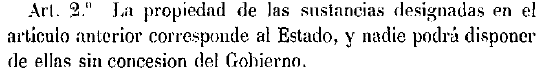 Art. 2.º La propiedad de las sustancias designadas en el
artículo anterior corresponde al Estado, y nadie podrá disponer
de ellas sin concesion del Gobierno.